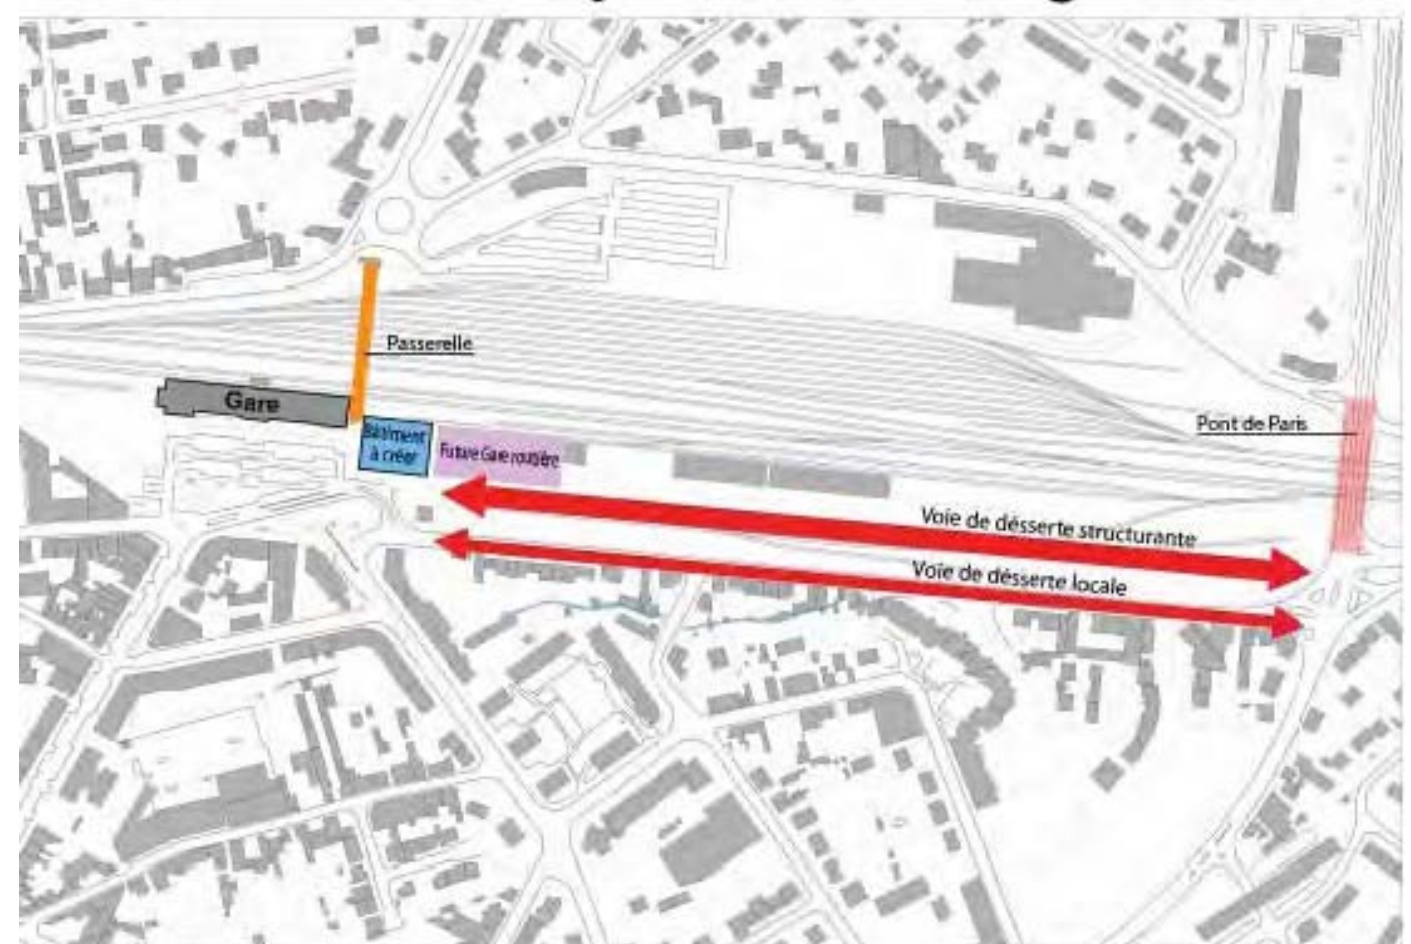 Passerelle
Gare
Pont de Paris
Bâtiment
à créer
Future Gare routière
Voie de désserte structurante
Voie de désserte locale